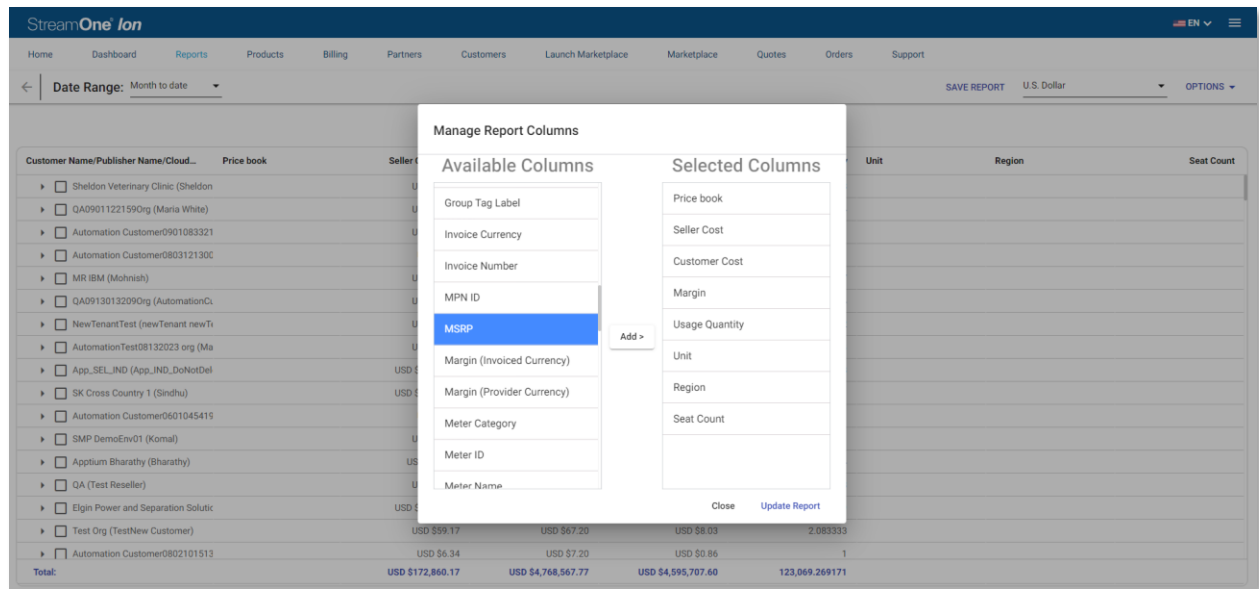 StreamOne Ion
EN
Home Dashboard Reports Products Billing Partners Customers Launch Marketplace Marketplace Quotes Orders Support
Date Range: Month to date SAVE REPORT U.S. Dollar OPTIONS
Manage Report Columns
Available Columns Selected Columns
Group Tag Label
Invoice Currency
Invoice Number
MPN ID
MSRP
Margin (Invoiced Currency)
Margin (Provider Currency)
Meter Category
Meter ID
Meter Name
Add >
Price book
Seller Cost
Customer Cost
Margin
Usage Quantity
Unit
Region
Seat Count
Close Update Report
Customer Name/Publisher Name/Cloud... Price book Seller Unit Region Seat Count
Sheldon Veterinary Clinic (Sheldon
QA09011221590rg (Maria White)
Automation Customer0901083321
Automation Customer080312130
MR IBM (Mohnish)
QA09130132090rg (AutomationCu
NewTenantTest (newTenant newTe
AutomationTest08132023 org (Ma
App_SEL_IND (App_IND_DoNotDel USD
SK Cross Country 1 (Sindhu) USD
Automation Customer0601045419
SMP DemoEnv01 (Komal)
Apptium Bharathy (Bharathy) US
QA (Test Reseller)
Elgin Power and Separation Solutic USD
Test Org (TestNew Customer) USD $59.17 USD $67.20 USD $8.03 2.083333
Automation Customer0802101513 USD $6.34 USD $7.20 USD $0.86 1
Total: USD $172,860.17 USD $4,768,567.77 USD $4,595,707.60 123,069.269171